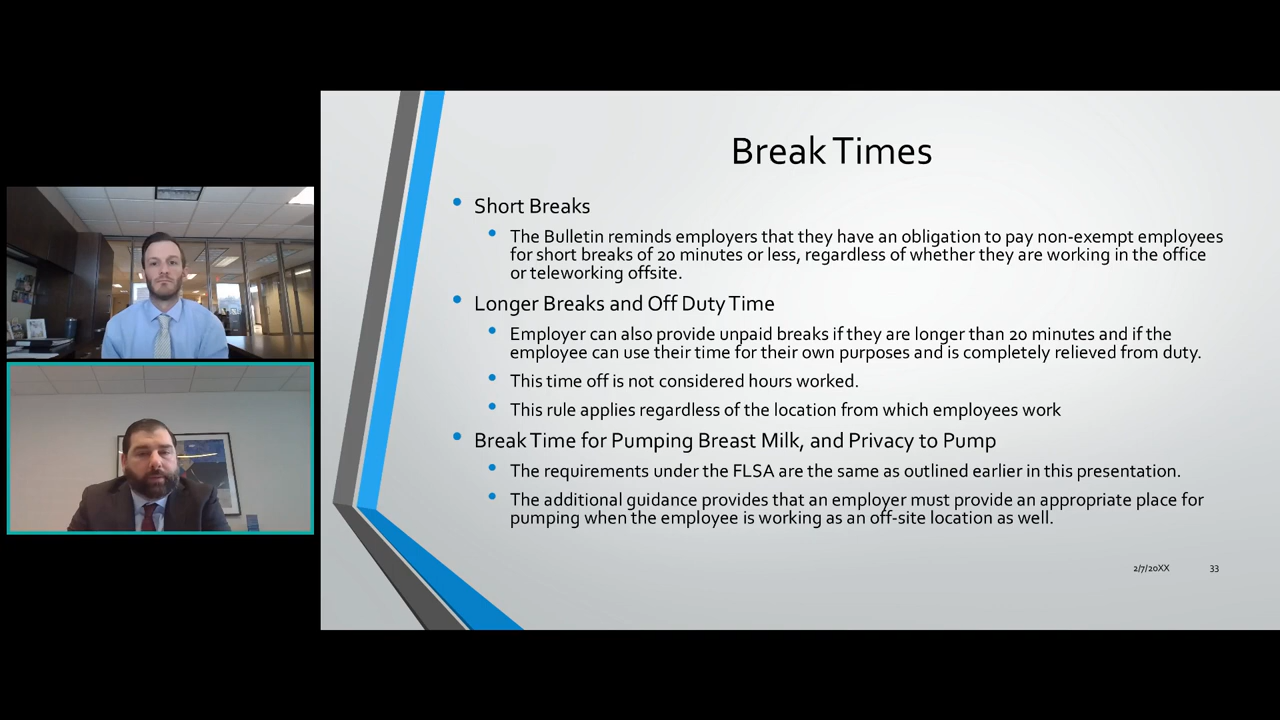 Break Times
• Short Breaks
• The Bulletin reminds employers that they have an obligation to pay non-exempt employees
for short breaks of 20 minutes or less, regardless of whether they are working in the office
or teleworking offsite.
• Longer Breaks and Off Duty Time
• Employer can also provide unpaid breaks if they are longer than 20 minutes and if the
employee can use their time for their own purposes and is completely relieved from duty.
• This time off is not considered hours worked.
• This rule applies regardless of the location from which employees work
• Break Time for Pumping Breast Milk, and Privacy to Pump
• The requirements under the FLSA are the same as outlined earlier in this presentation.
• The additional guidance provides that an employer must provide an appropriate place for
pumping when the employee is working as an off-site location as well.
2/7/20XX 33